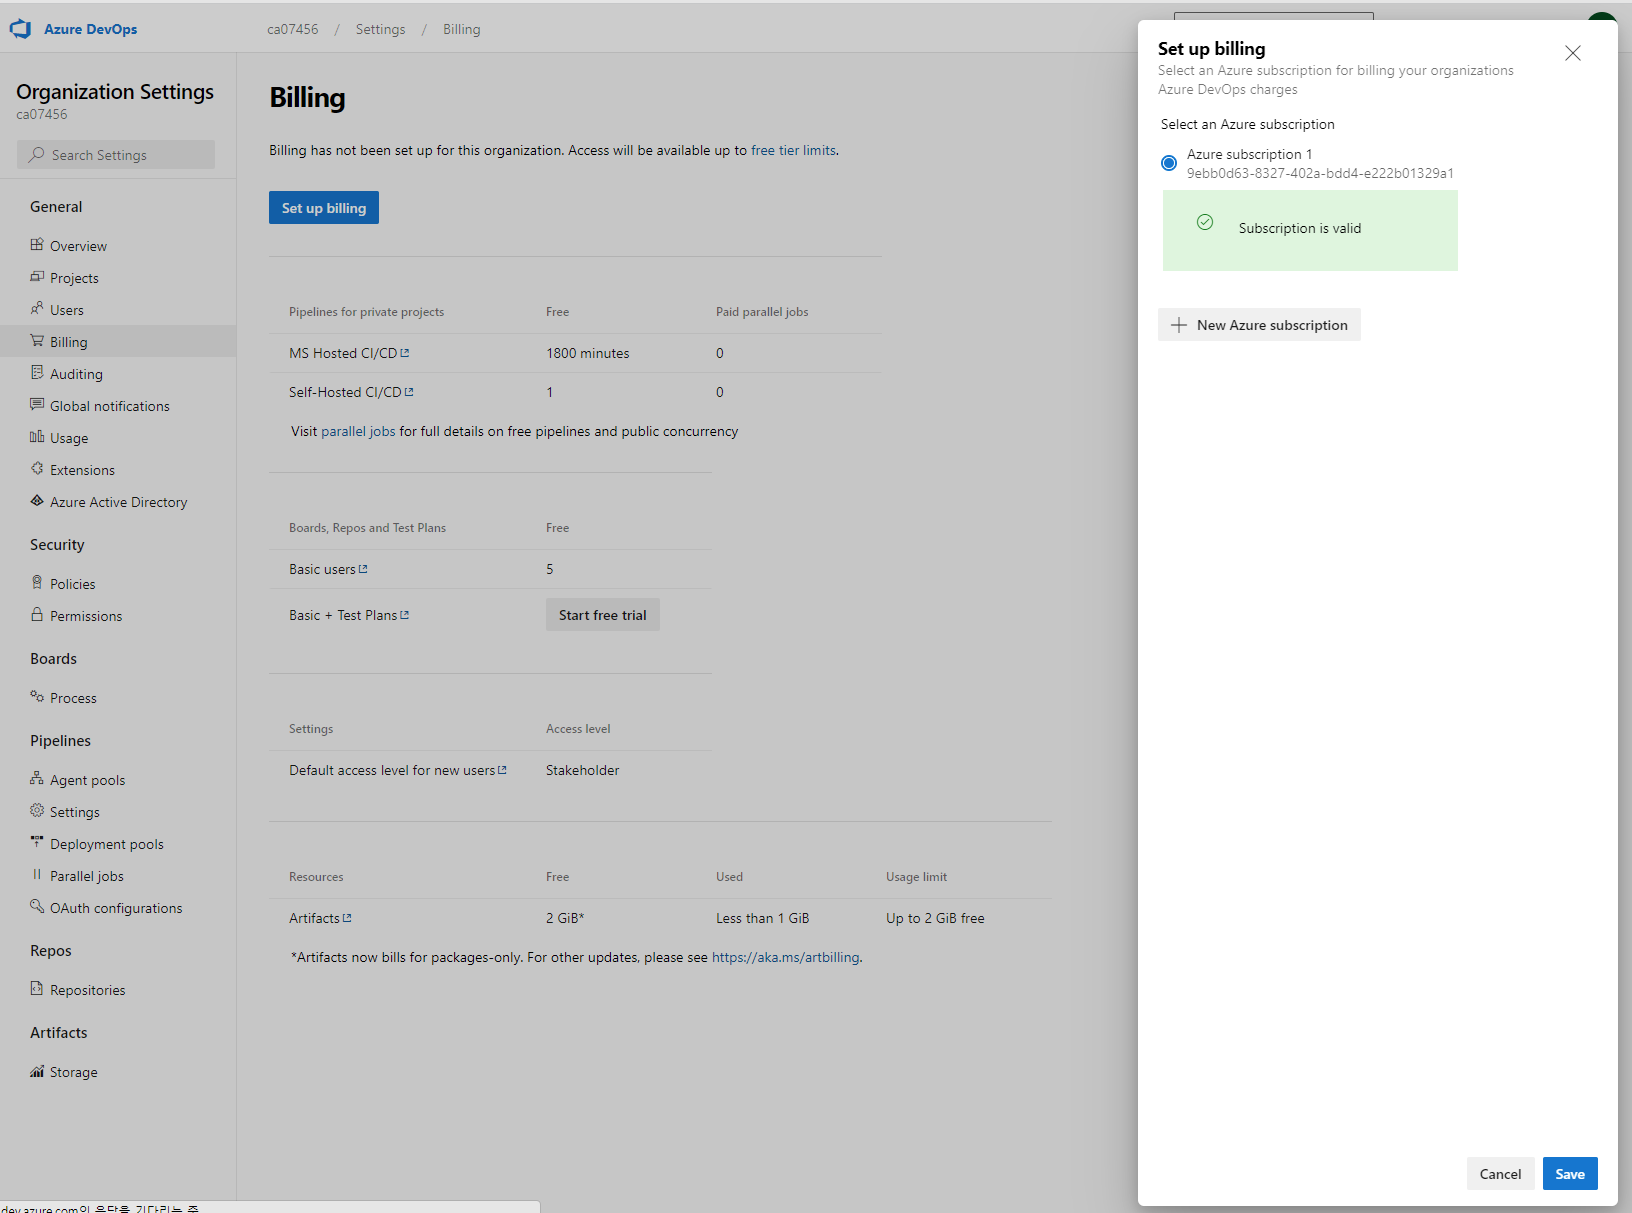 Azure DevOps
ca07456 / Settings / Billing
Organization Settings
ca07456
Search Settings
General
Overview
Projects
Users
Billing
Auditing
Global notifications
Usage
Extensions
Azure Active Directory
Security
Policies
Permissions
Boards
Process
Pipelines
Agent pools
Settings
Deployment pools
Parallel jobs
OAuth configurations
Repos
Repositories
Artifacts
Storage
Billing
Billing has not been set up for this organization. Access will be available up to free tier limits.
Set up billing
Pipelines for private projects Free Paid parallel jobs
MS Hosted CI/CD 1800 minutes 0
Self-Hosted CI/CD 1 0
Visit parallel jobs for full details on free pipelines and public concurrency
Boards, Repos and Test Plans Free
Basic users 5
Basic + Test Plans Start free trial
Settings Access level
Default access level for new users Stakeholder
Resources Free Used Usage limit
Artifacts 2 GiB* Less than 1 GiB Up to 2 GiB free
*Artifacts now bills for packages-only. For other updates, please see https://aka.ms/artbilling.
Set up billing
Select an Azure subscription for billing your organizations
Azure DevOps charges
Select an Azure subscription
Azure subscription 1
9ebb0d63-8327-402a-bdd4-e222b01329a1
Subscription is valid
New Azure subscription
Cancel Save
dev.azure.com의 응답을 기다리는 중